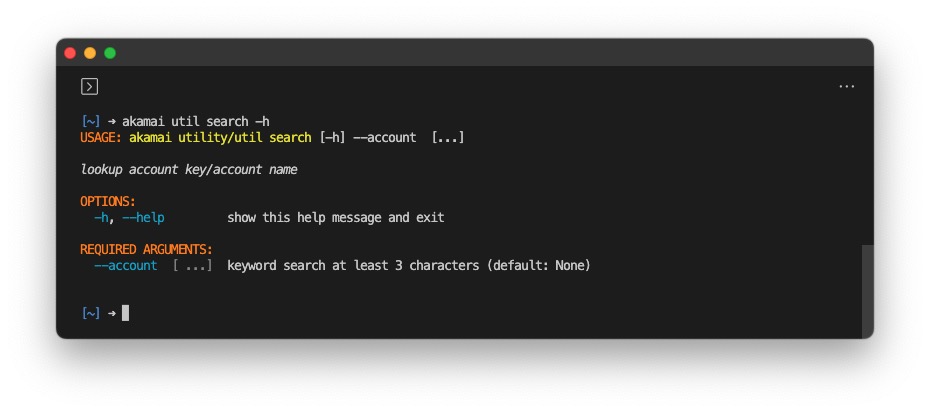 [~] ➜ akamai util search -h
USAGE: akamai utility/util search [-h] --account  [...]
lookup account key/account name
OPTIONS:
-h, --help show this help message and exit
REQUIRED ARGUMENTS:
--account  [ ...] keyword search at least 3 characters (default: None)
[~] ➜